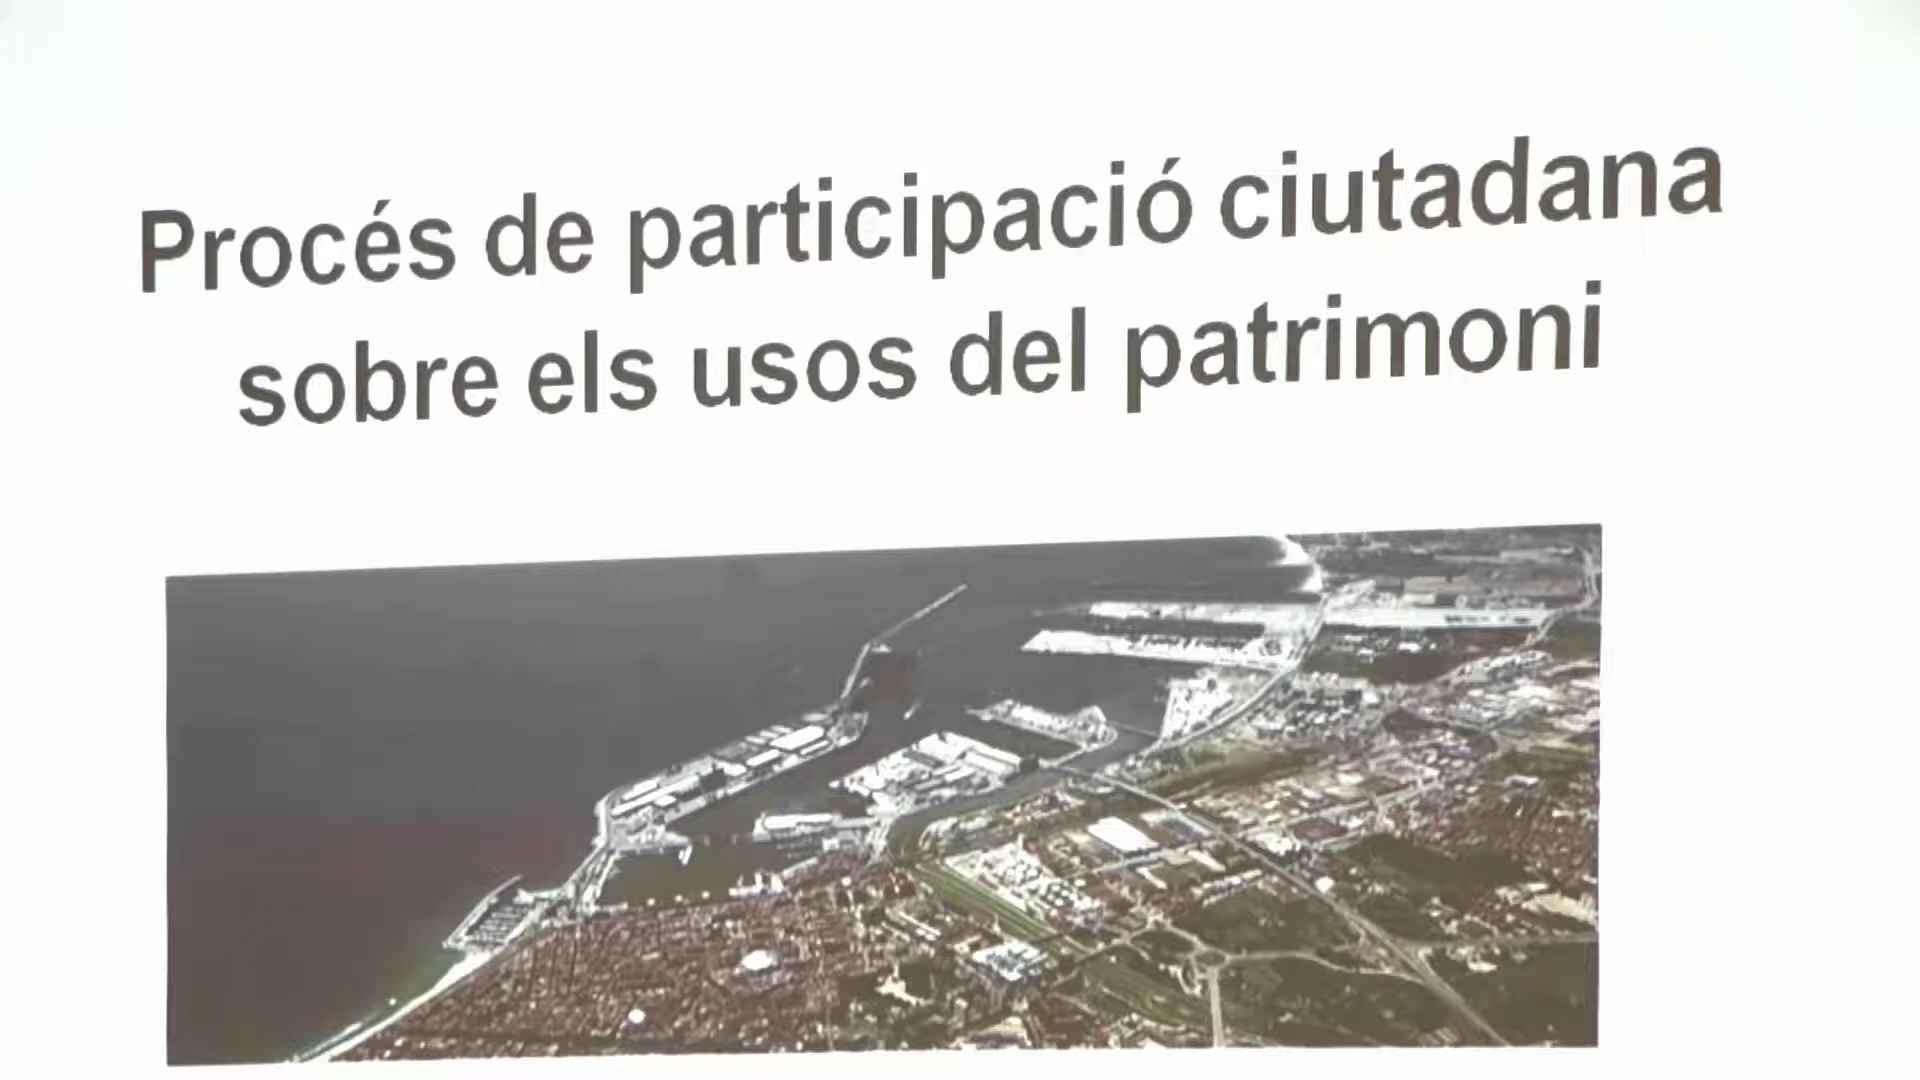 Procés de participació ciutadana
sobre els usos del patrimoni